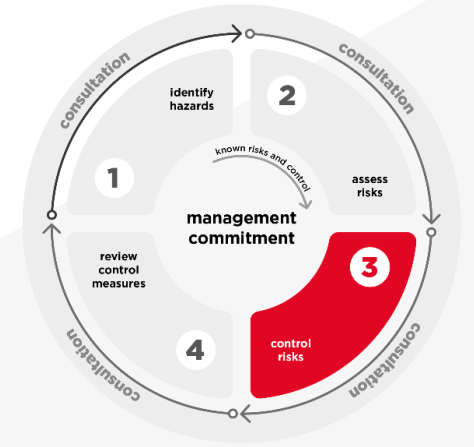 consultation
consultation
identify
hazards
2
known risks and control
1
assess
risks
management
commitment
review
control
measures
3
4
control
risks
consultation
consultation